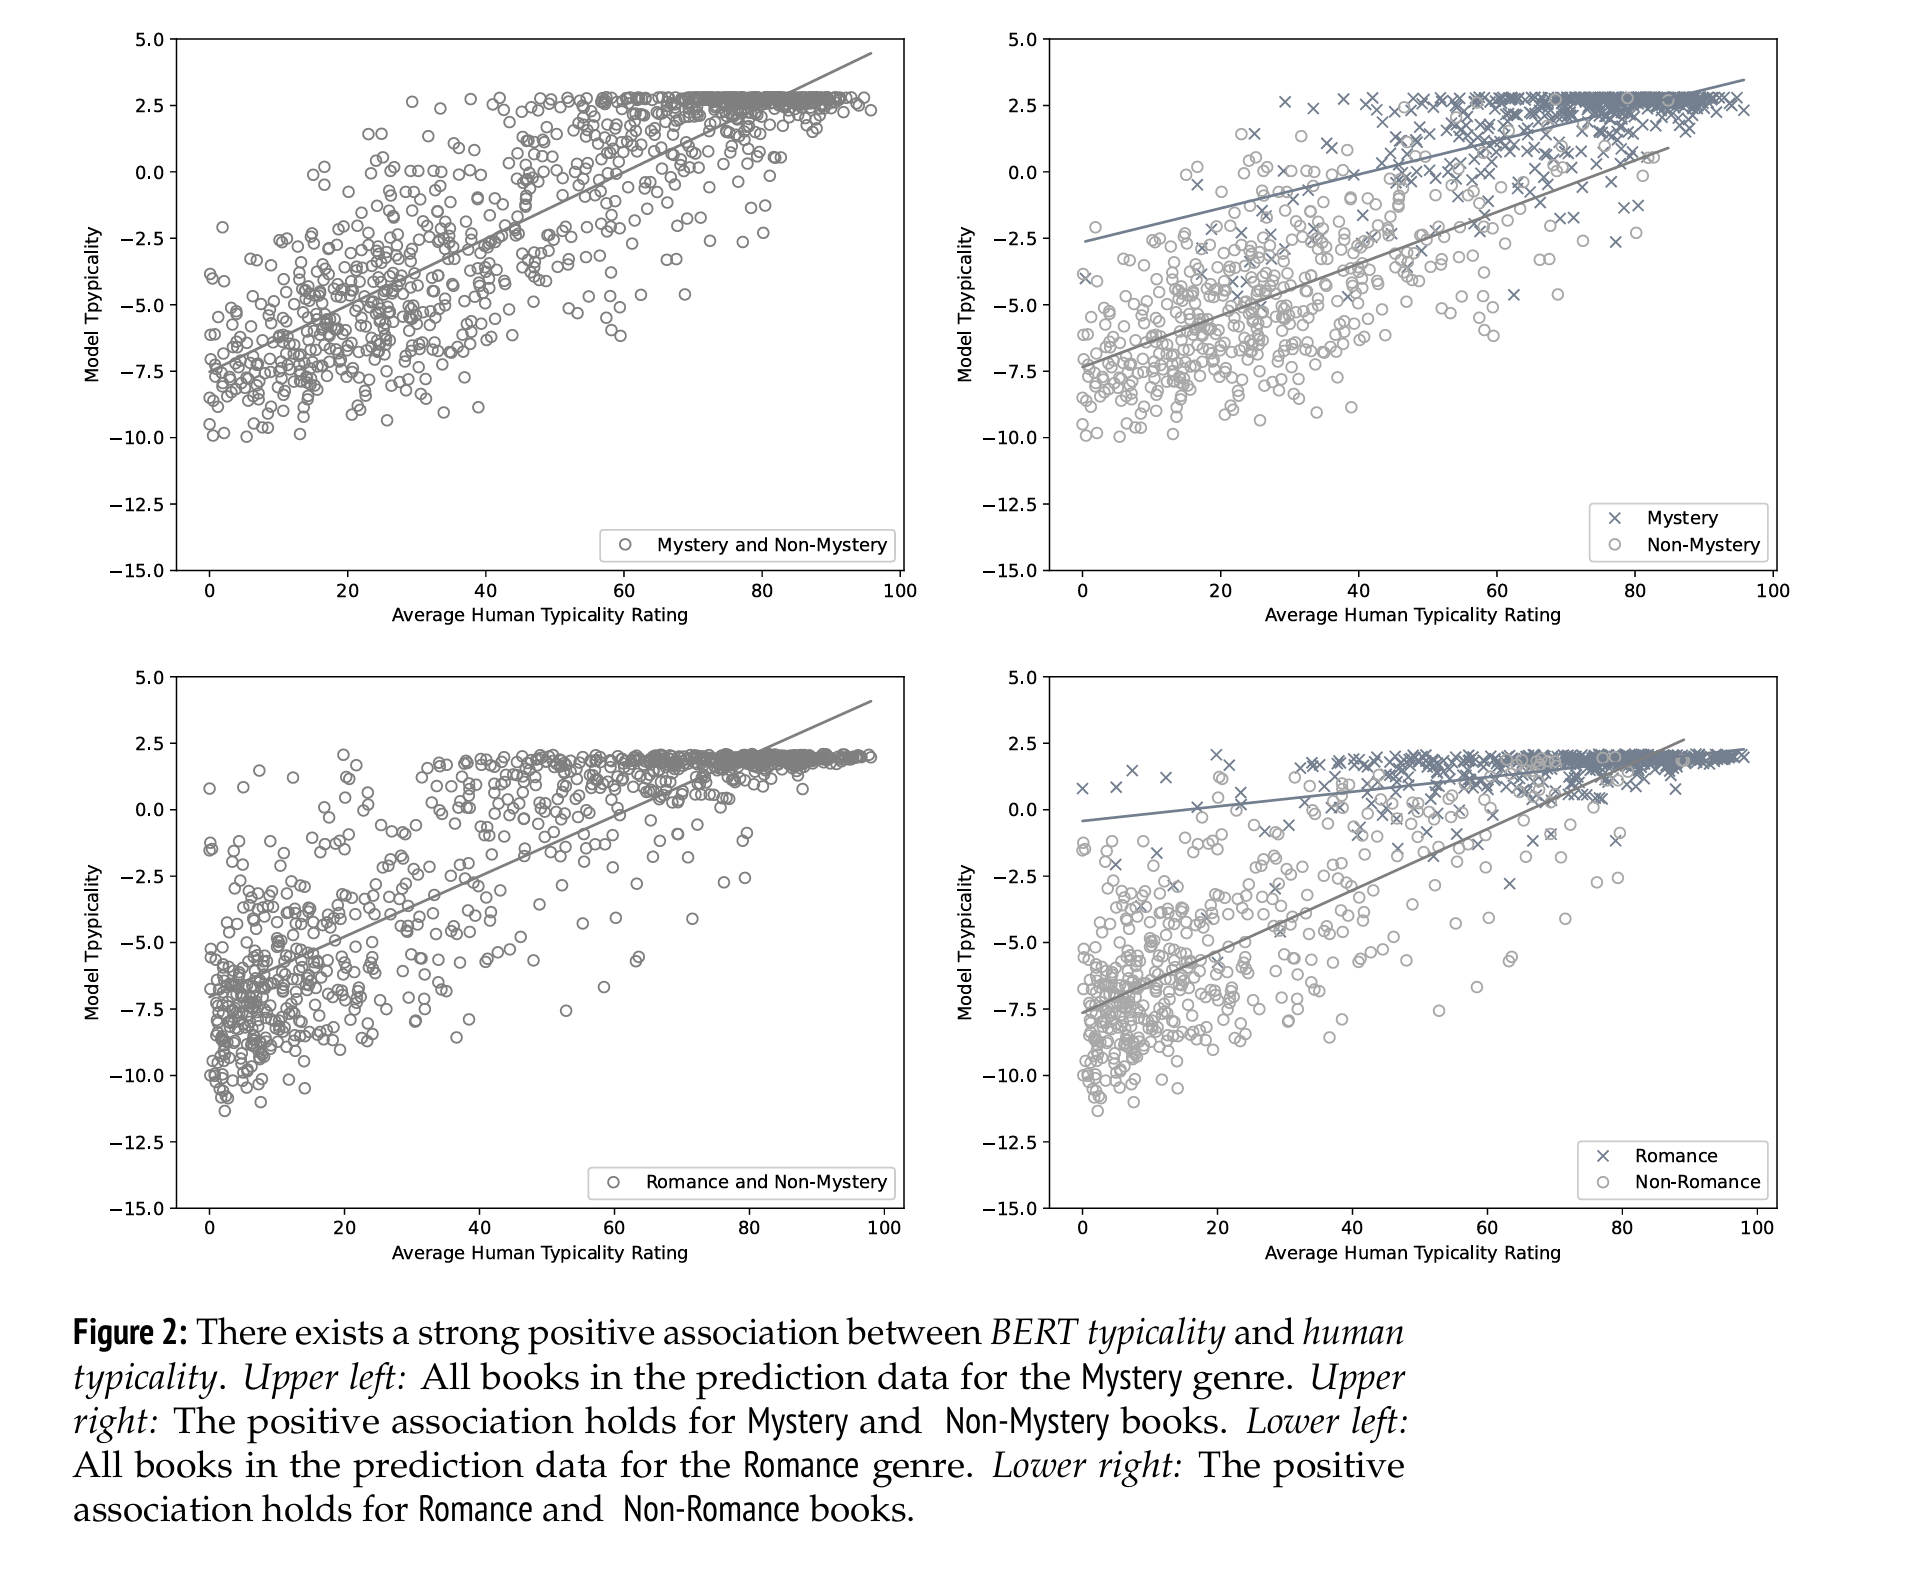 5.0
2.5
0.0
−2.5
−5.0
−7.5
−10.0
−12.5
−15.0
Model Tpypicality
0 20 40 60 80 100
Average Human Typicality Rating
Mystery and Non-Mystery
5.0
2.5
0.0
−2.5
−5.0
−7.5
−10.0
−12.5
−15.0
Model Tpypicality
0 20 40 60 80 100
Average Human Typicality Rating
Mystery
Non-Mystery
5.0
2.5
0.0
−2.5
−5.0
−7.5
−10.0
−12.5
−15.0
Model Tpypicality
0 20 40 60 80 100
Average Human Typicality Rating
Romance and Non-Mystery
5.0
2.5
0.0
−2.5
−5.0
−7.5
−10.0
−12.5
−15.0
Model Tpypicality
0 20 40 60 80 100
Average Human Typicality Rating
Romance
Non-Romance
Figure 2: There exists a strong positive association between BERT typicality and human
typicality. Upper left: All books in the prediction data for the Mystery genre. Upper
right: The positive association holds for Mystery and Non-Mystery books. Lower left:
All books in the prediction data for the Romance genre. Lower right: The positive
association holds for Romance and Non-Romance books.